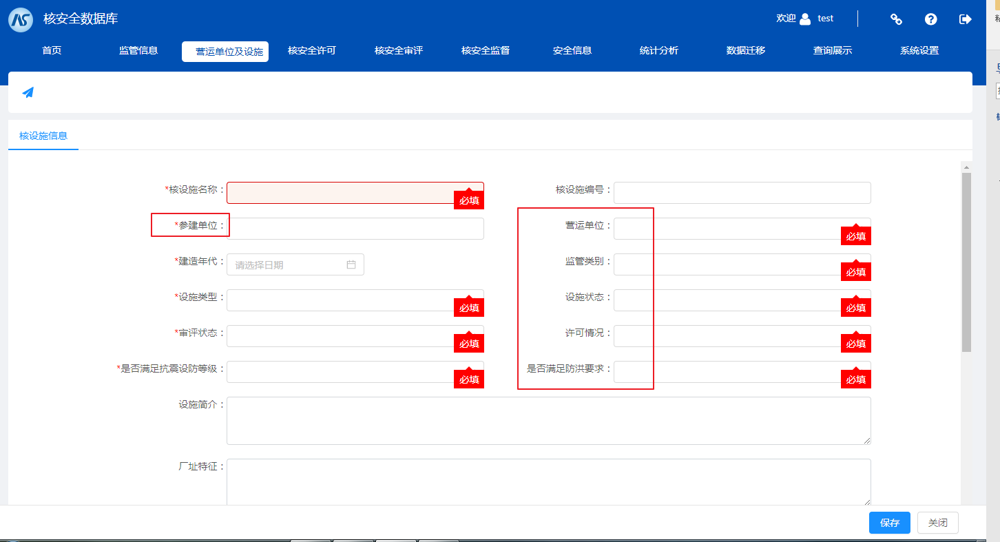 核安全数据库
欢迎 test
首页 监管信息 营运单位及设施 核安全许可 核安全审评 核安全监督 安全信息 统计分析 数据迁移 查询展示 系统设置
核设施信息
*核设施名称： 必填 核设施编号：
*参建单位： 营运单位： 必填
*建造年代： 请选择日期 监管类别： 必填
*设施类型： 必填 设施状态： 必填
*审评状态： 必填 许可情况： 必填
*是否满足抗震设防等级： 必填 是否满足防洪要求： 必填
设施简介：
厂址特征：
保存 关闭